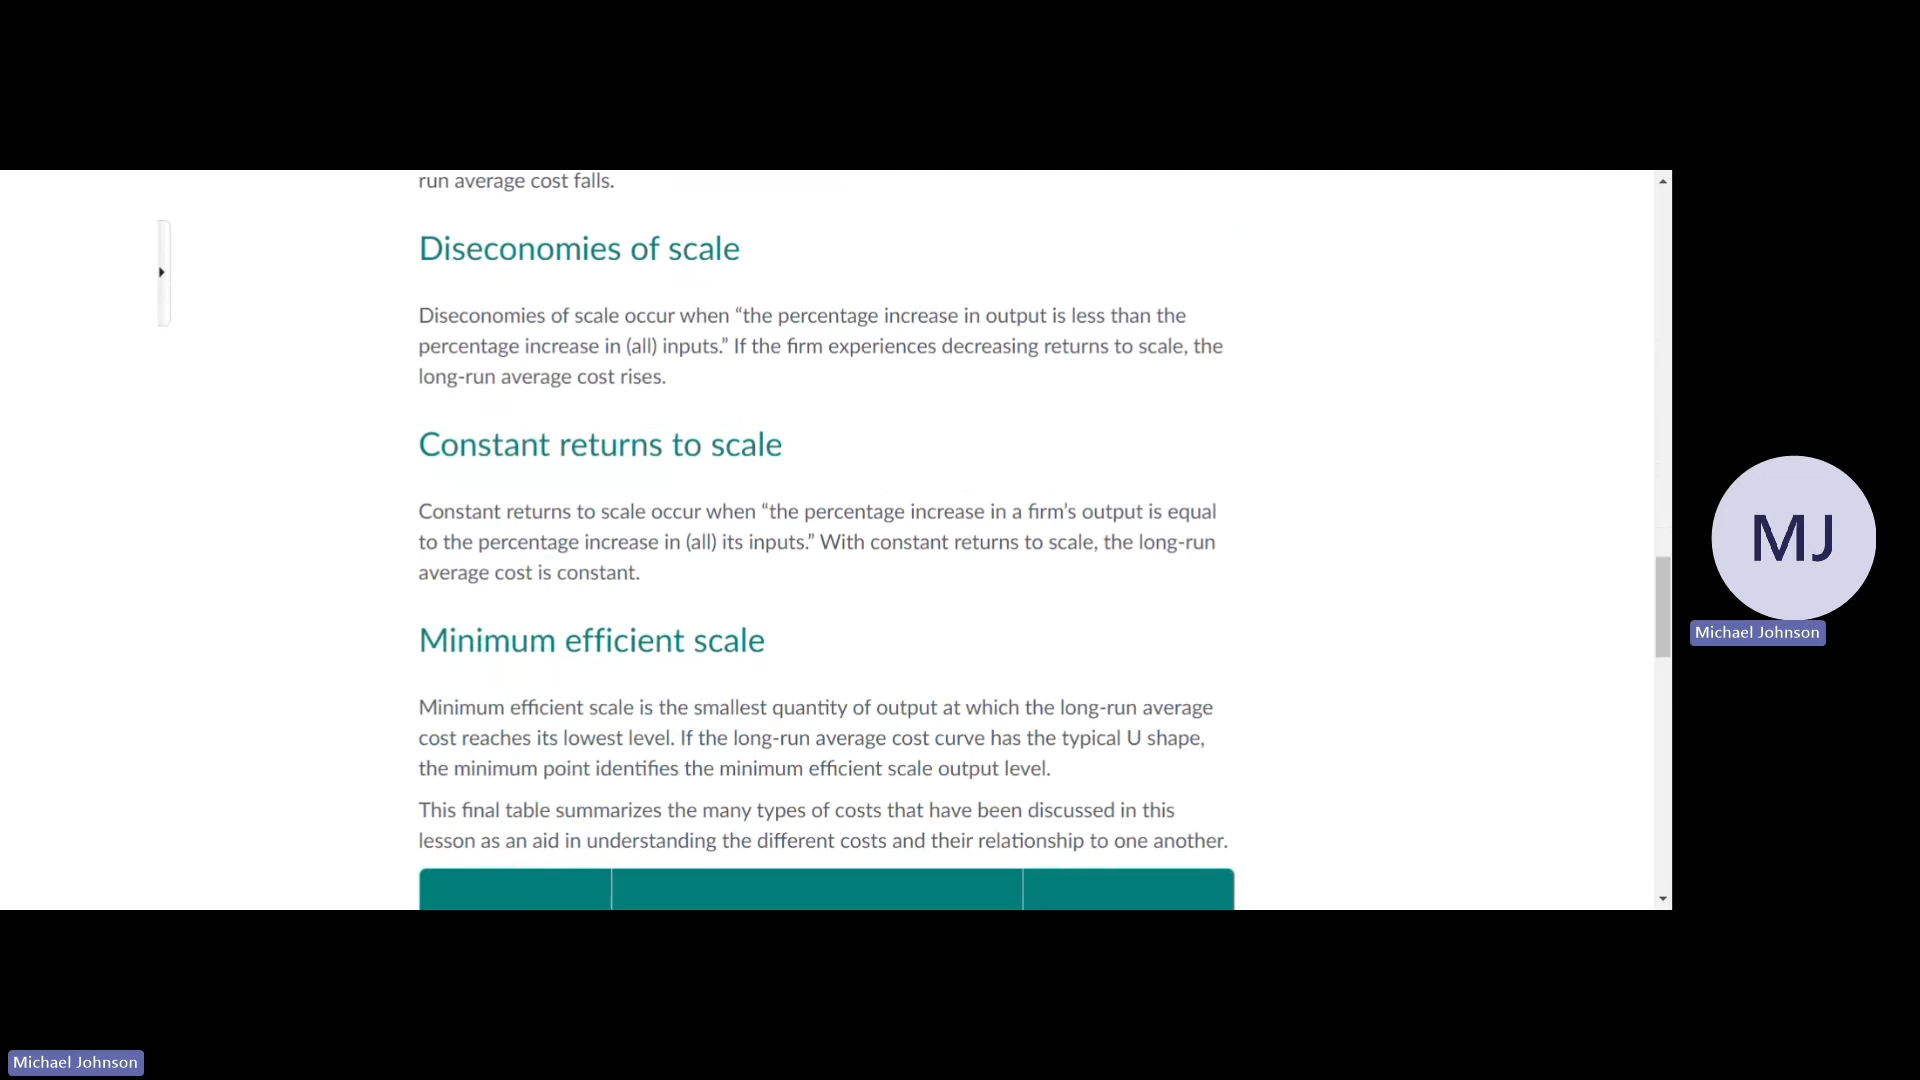 run average cost falls.
Diseconomies of scale
Diseconomies of scale occur when “the percentage increase in output is less than the
percentage increase in (all) inputs.” If the firm experiences decreasing returns to scale, the
long-run average cost rises.
Constant returns to scale
Constant returns to scale occur when “the percentage increase in a firm’s output is equal
to the percentage increase in (all) its inputs.” With constant returns to scale, the long-run
average cost is constant.
Minimum efficient scale
Minimum efficient scale is the smallest quantity of output at which the long-run average
cost reaches its lowest level. If the long-run average cost curve has the typical U shape,
the minimum point identifies the minimum efficient scale output level.
This final table summarizes the many types of costs that have been discussed in this
lesson as an aid in understanding the different costs and their relationship to one another.
MJ
Michael Johnson
Michael Johnson